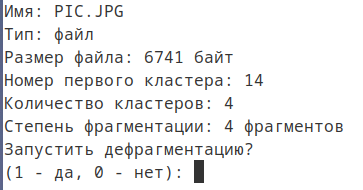 Имя: PIC.JPG
Тип: файл
Размер файла: 6741 байт
Номер первого кластера: 14
Количество кластеров: 4
Степень фрагментации: 4 фрагментов
Запустить дефрагментацию?
(1 - да, 0 - нет):